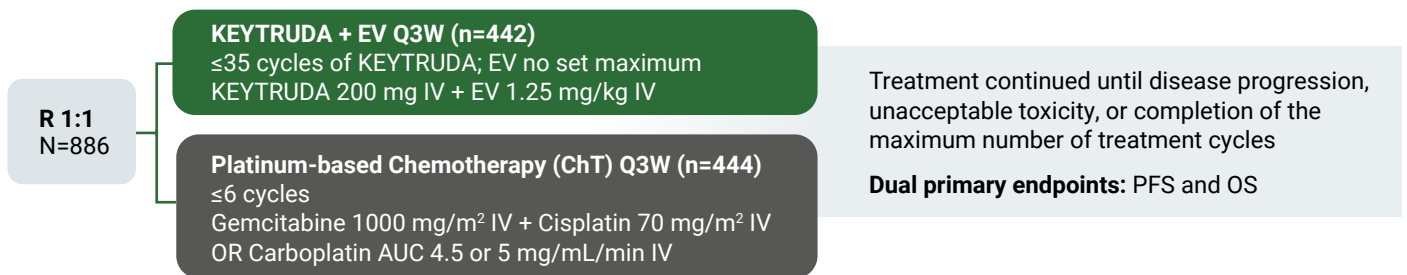 R 1:1
N=886
KEYTRUDA + EV Q3W (n=442)
≤35 cycles of KEYTRUDA; EV no set maximum
KEYTRUDA 200 mg IV + EV 1.25 mg/kg IV
Platinum-based Chemotherapy (ChT) Q3W (n=444)
≤6 cycles
Gemcitabine 1000 mg/m² IV + Cisplatin 70 mg/m² IV
OR Carboplatin AUC 4.5 or 5 mg/mL/min IV
Treatment continued until disease progression,
unacceptable toxicity, or completion of the
maximum number of treatment cycles
Dual primary endpoints: PFS and OS